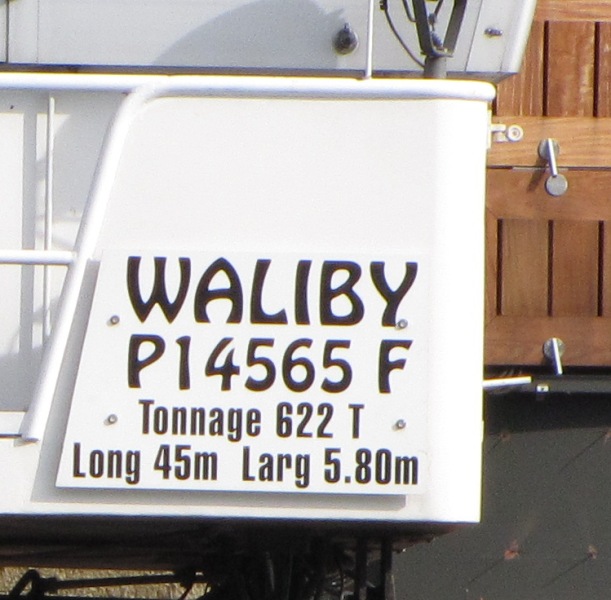 WALIBY
P14565 F
Tonnage 622 T
Long 45m Larg 5.80m